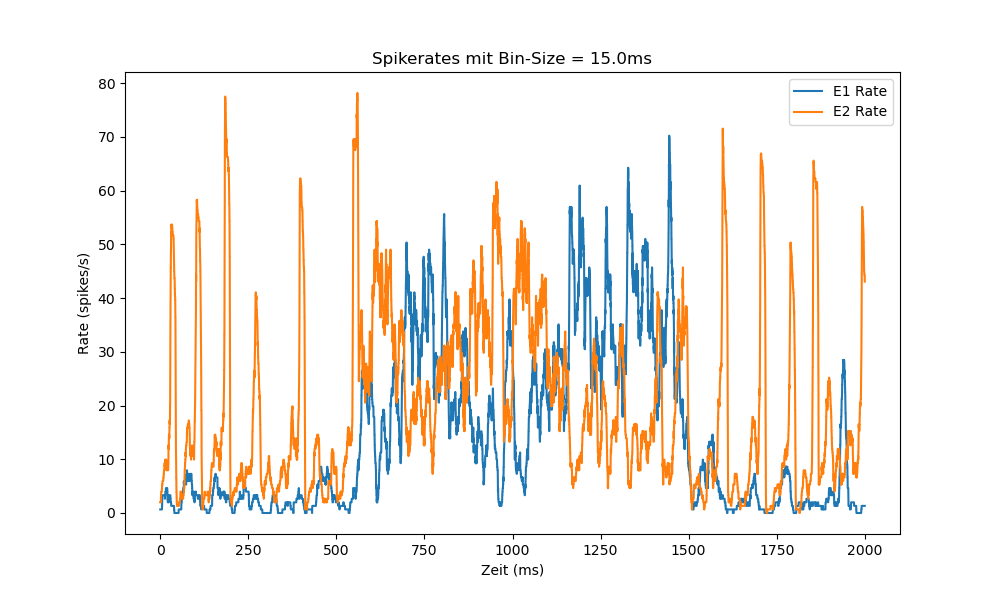 Spikerates mit Bin-Size = 15.0ms
E1 Rate
E2 Rate
80
70
60
50
40
30
20
10
0
Rate (spikes/s)
0 250 500 750 1000 1250 1500 1750 2000
Zeit (ms)